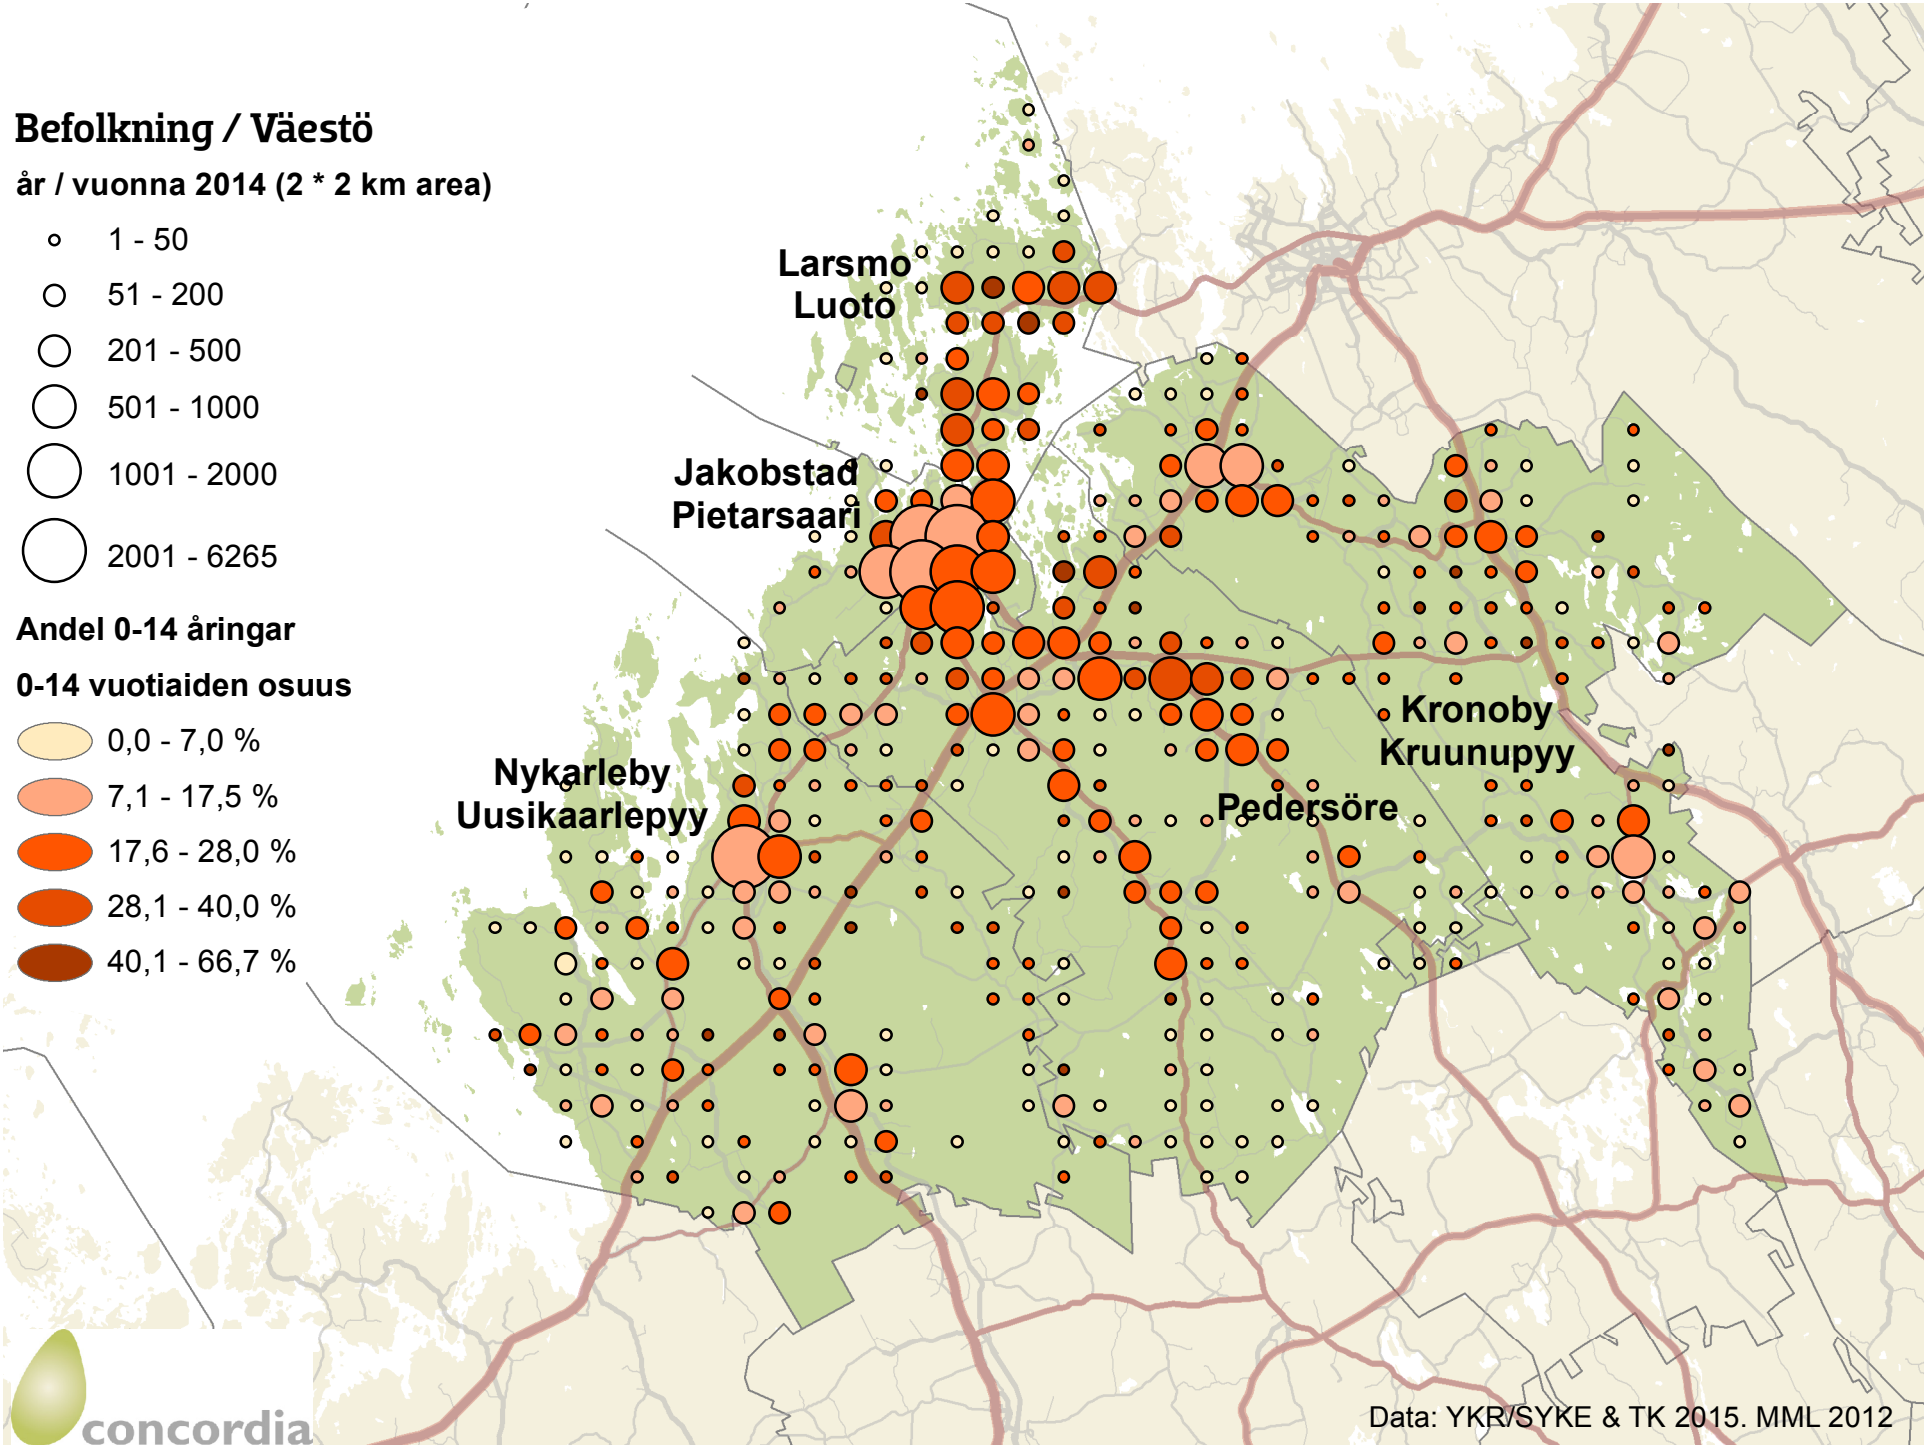 Befolkning / Väestö
år / vuonna 2014 (2 * 2 km area)
1 - 50
51 - 200
201 - 500
501 - 1000
1001 - 2000
2001 - 6265
Andel 0-14 åringar
0-14 vuotiaiden osuus
0,0 - 7,0 %
7,1 - 17,5 %
17,6 - 28,0 %
28,1 - 40,0 %
40,1 - 66,7 %
Larsmo
Luoto
Jakobstad
Pietarsaari
Nykarleby
Uusikaarlepyy
Kronoby
Kruunupyy
Pedersöre
concordia
Data: YKR/SYKE & TK 2015. MML 2012